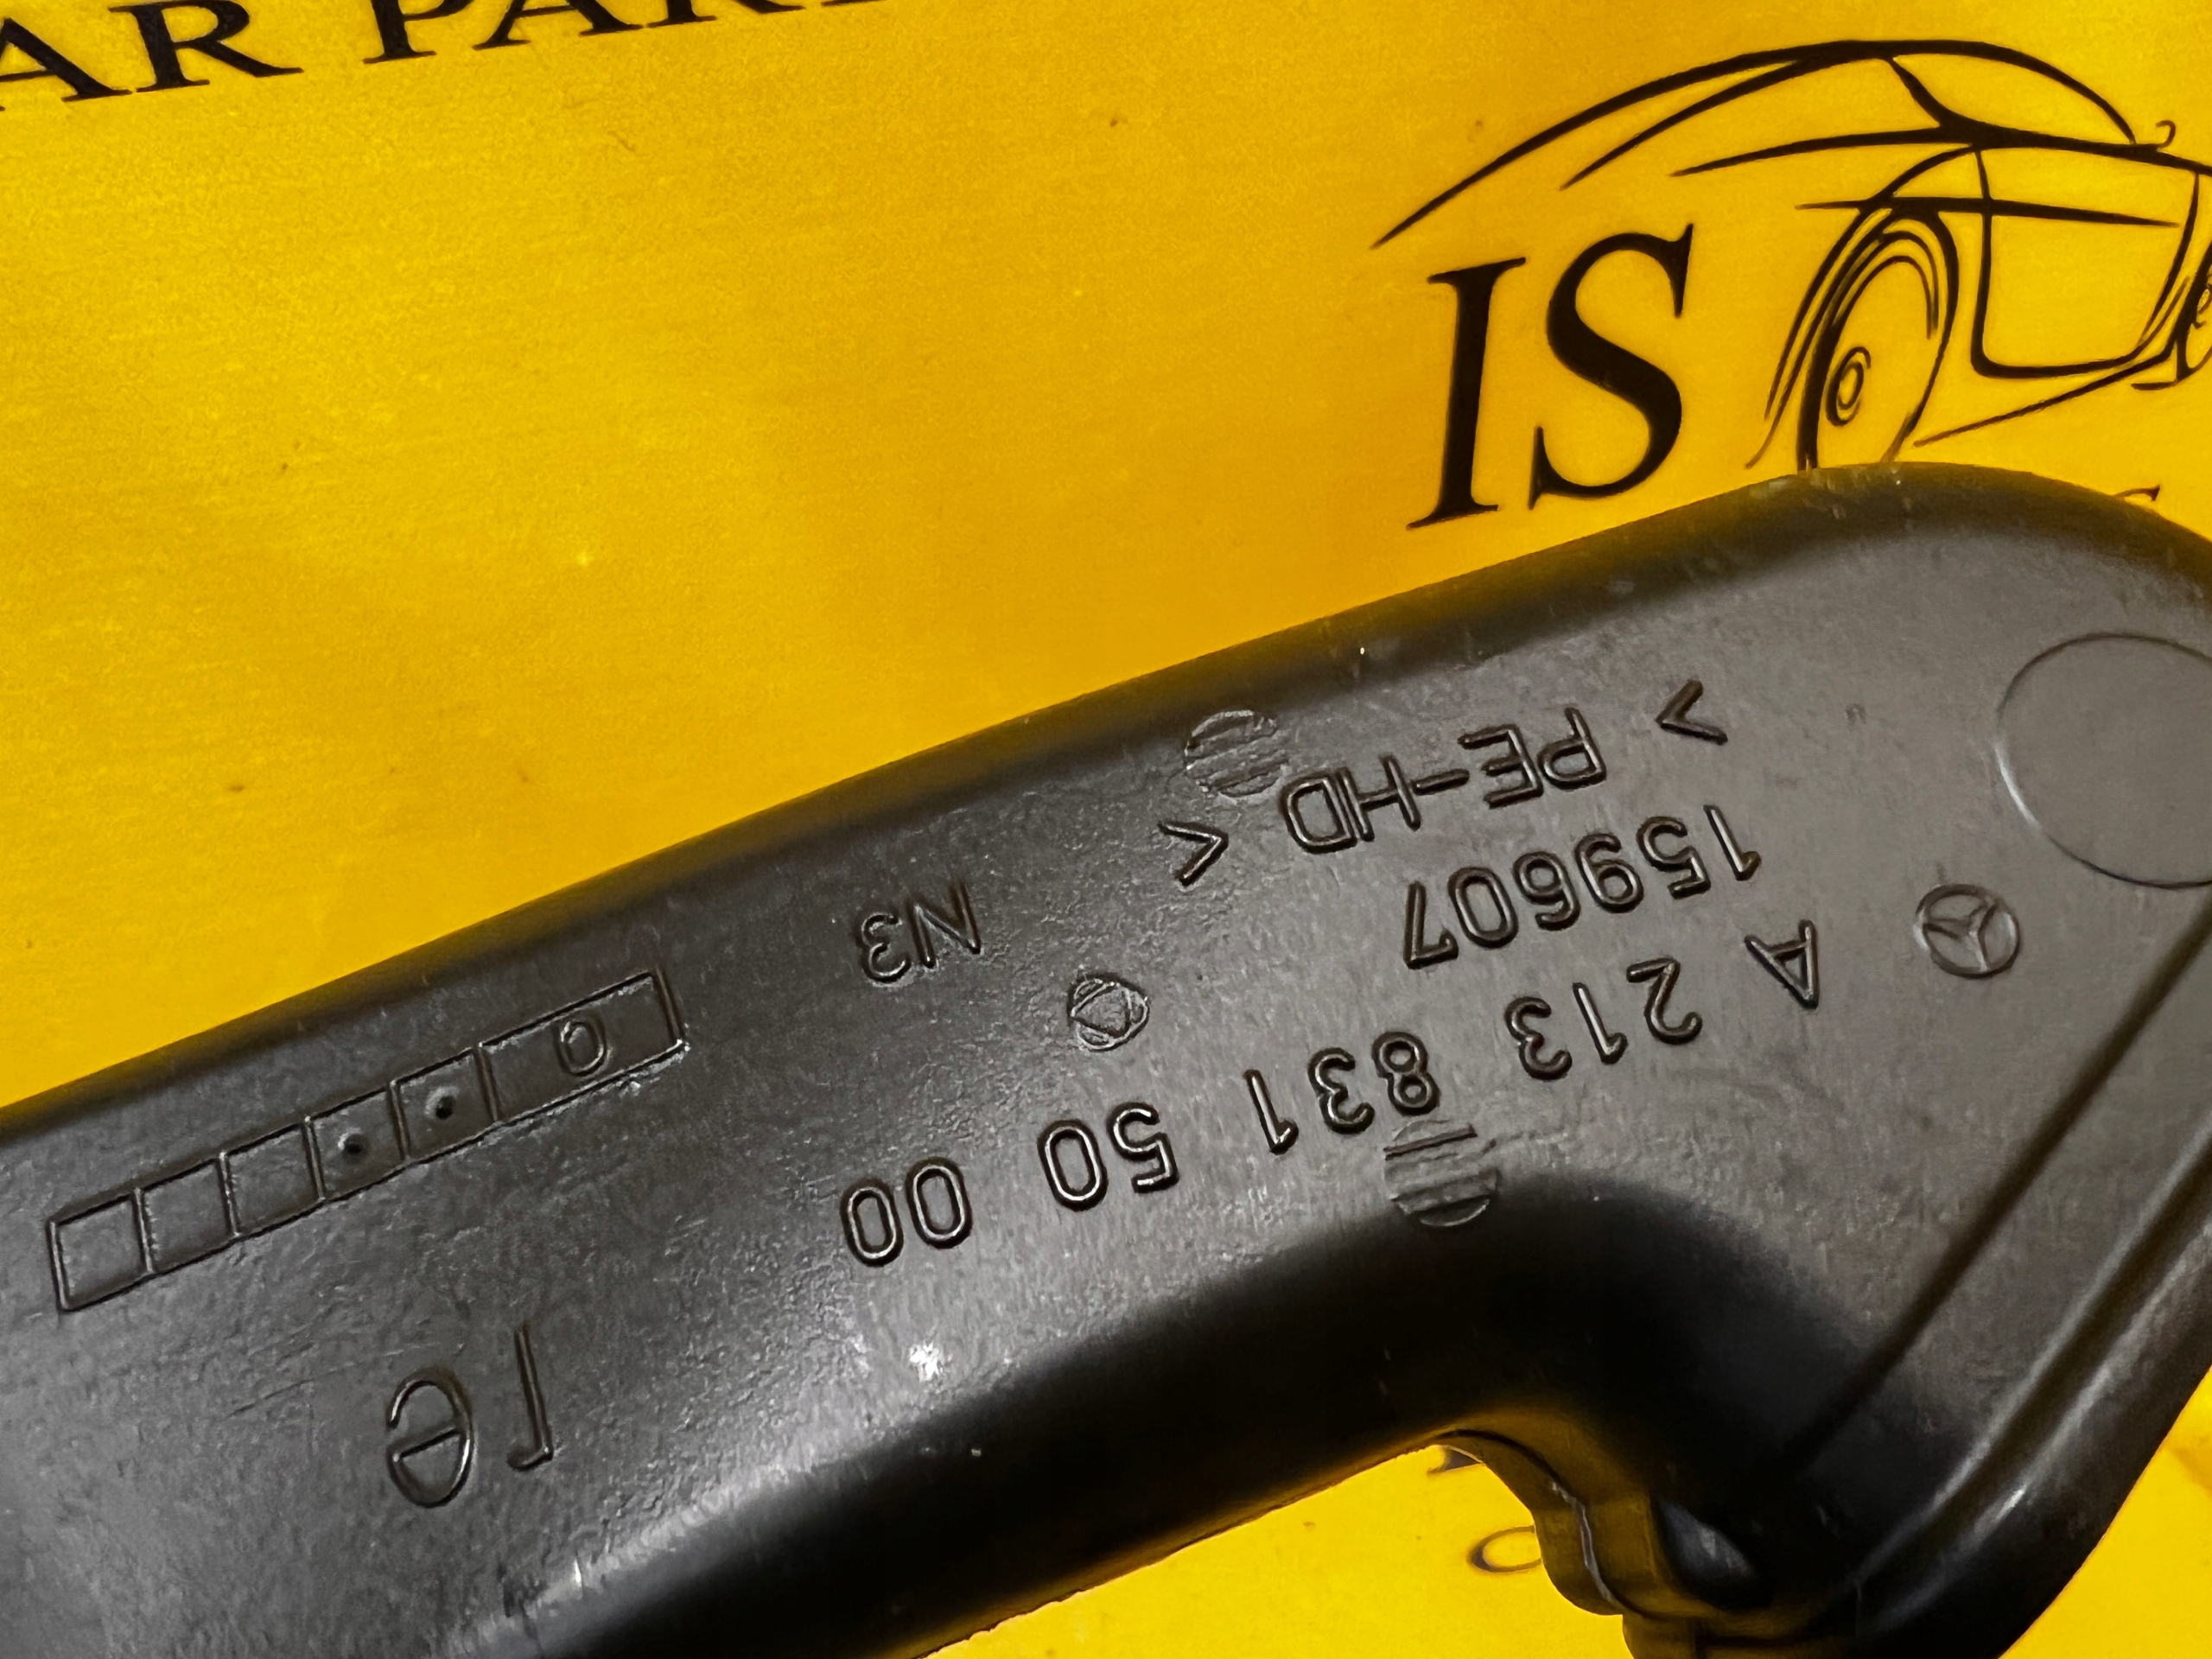 AR PAR
IS
A 213 831 50 00
159607
> PE-HD <
N3